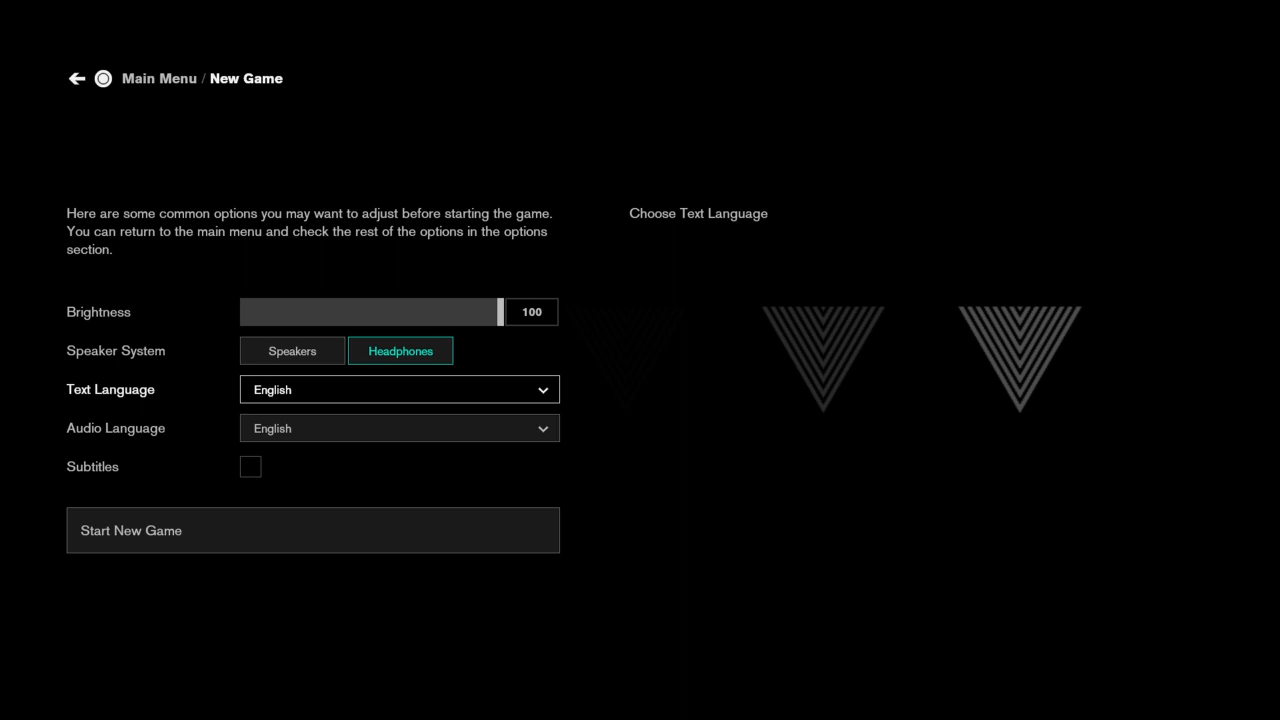 Main Menu / New Game
Here are some common options you may want to adjust before starting the game.
You can return to the main menu and check the rest of the options in the options
section.
Choose Text Language
Brightness
100
Speaker System
Speakers
Headphones
Text Language
English
Audio Language
English
Subtitles
Start New Game